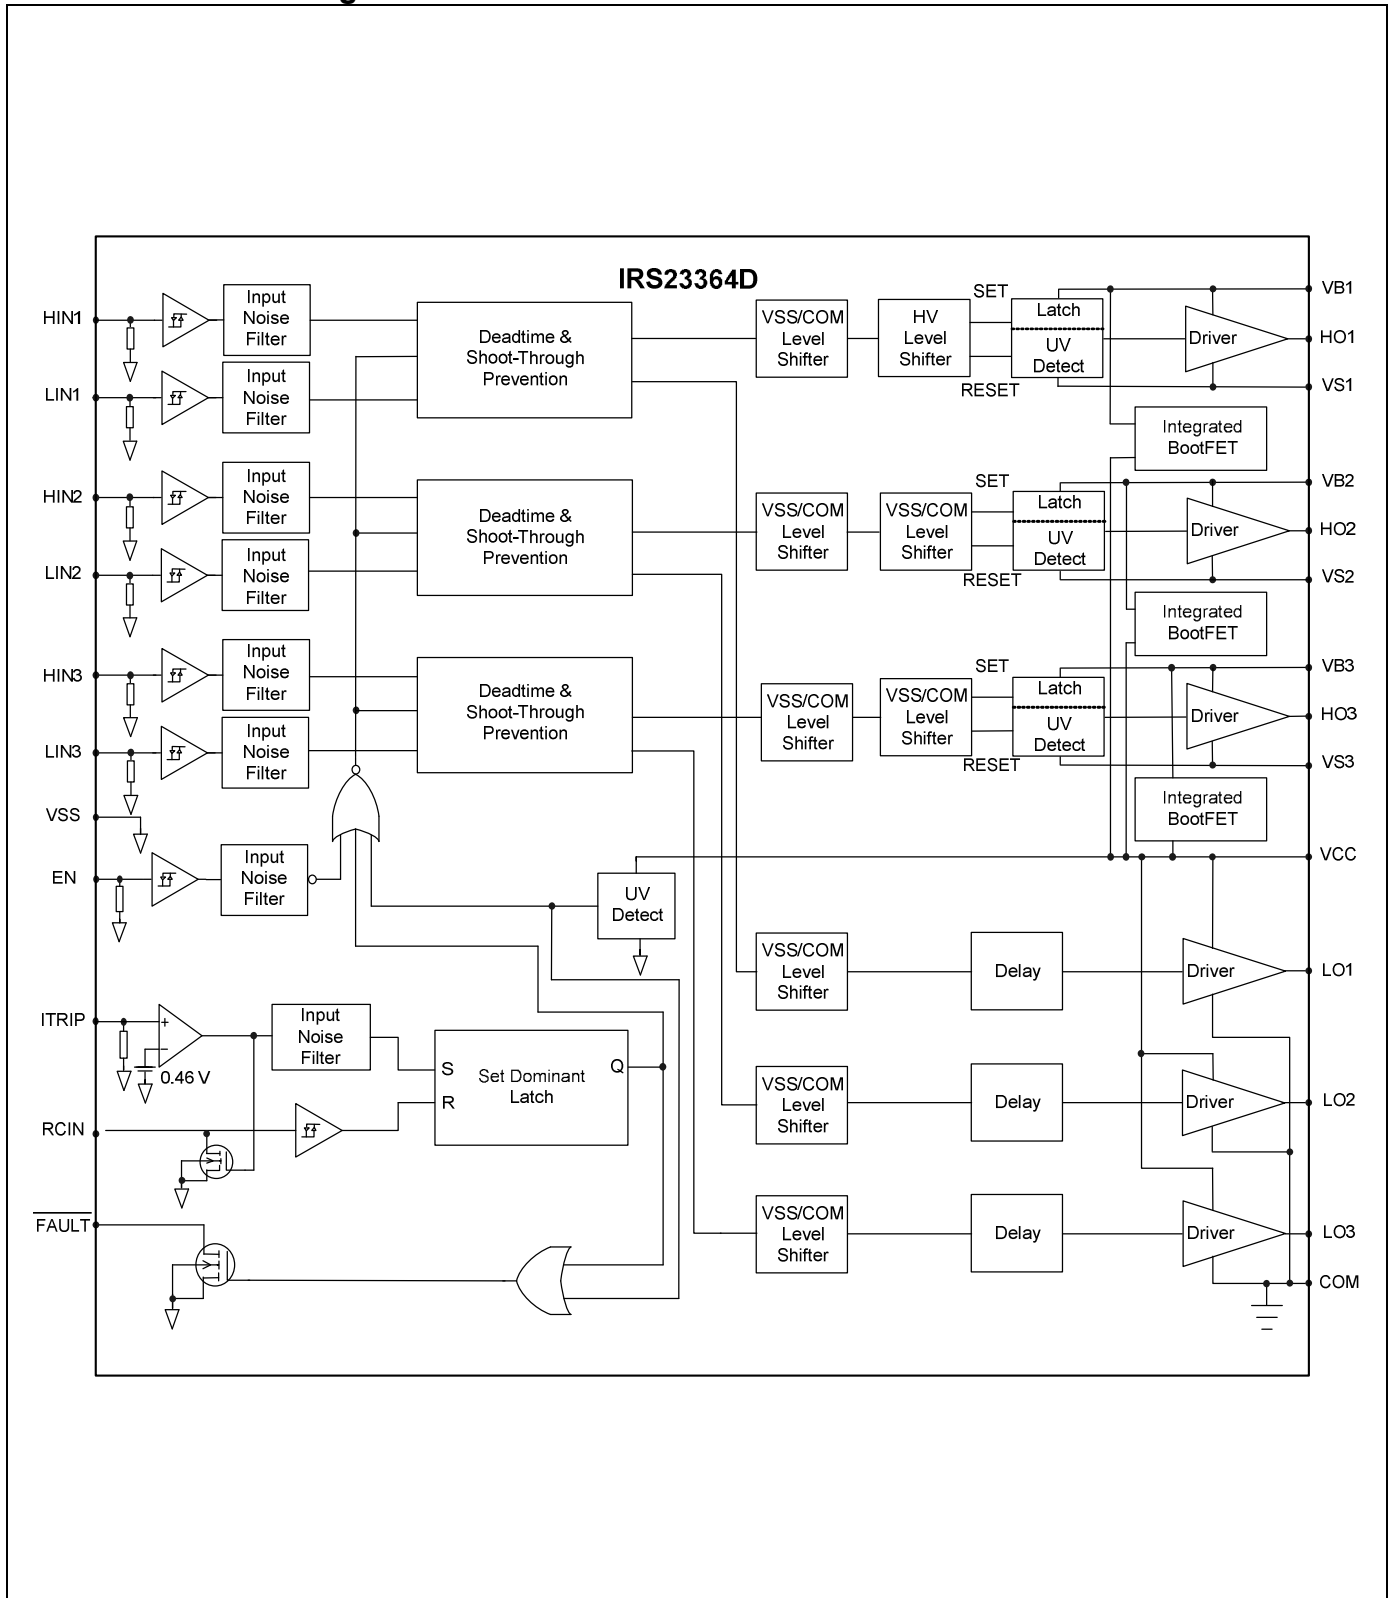 IRS23364D
HIN1
Input
Noise
Filter
LIN1
Input
Noise
Filter
Deadtime &
Shoot-Through
Prevention
VSS/COM
Level
Shifter
HV
Level
Shifter
SET
Latch
UV
Detect
RESET
Driver
VB1
HO1
VS1
Integrated
BootFET
HIN2
Input
Noise
Filter
LIN2
Input
Noise
Filter
Deadtime &
Shoot-Through
Prevention
VSS/COM
Level
Shifter
VSS/COM
Level
Shifter
SET
Latch
UV
Detect
RESET
Driver
VB2
HO2
VS2
Integrated
BootFET
HIN3
Input
Noise
Filter
LIN3
Input
Noise
Filter
Deadtime &
Shoot-Through
Prevention
VSS/COM
Level
Shifter
VSS/COM
Level
Shifter
SET
Latch
UV
Detect
RESET
Driver
VB3
HO3
VS3
Integrated
BootFET
VSS
VCC
EN
Input
Noise
Filter
UV
Detect
VSS/COM
Level
Shifter
Delay
Driver
LO1
ITRIP
+
−
0.46 V
Input
Noise
Filter
S
R
Q
Set Dominant
Latch
RCIN
VSS/COM
Level
Shifter
Delay
Driver
LO2
FAULT
VSS/COM
Level
Shifter
Delay
Driver
LO3
COM